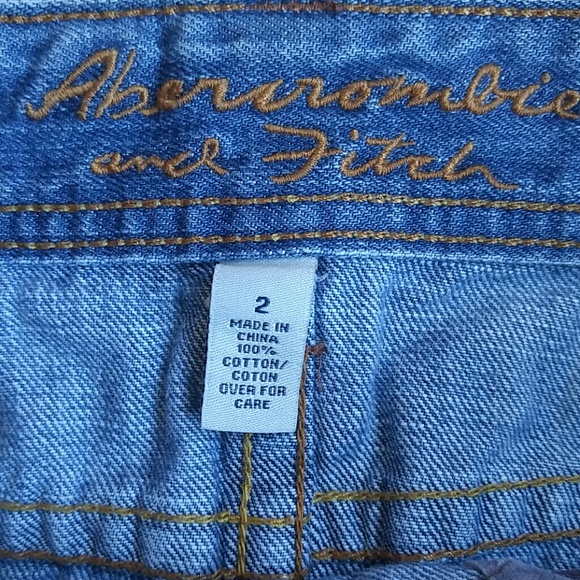 Abercrombie
and Fitch
2
MADE IN
CHINA
100%
COTTON/
COTON
OVER FOR
CARE